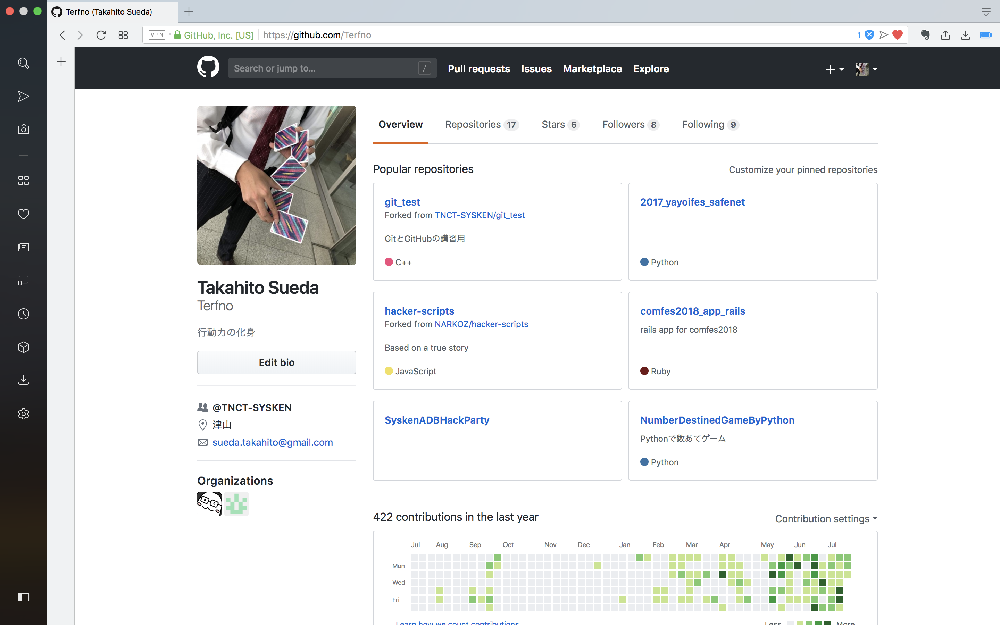 Terfno (Takahito Sueda)
VPN GitHub, Inc. [US] https://github.com/Terfno 1
Search or jump to... / Pull requests Issues Marketplace Explore
Overview Repositories 17 Stars 6 Followers 8 Following 9
Popular repositories Customize your pinned repositories
git_test
Forked from TNCT-SYSKEN/git_test
GitとGitHubの講習用
C++
2017_yayoifes_safenet
Python
hacker-scripts
Forked from NARKOZ/hacker-scripts
Based on a true story
JavaScript
comfes2018_app_rails
rails app for comfes2018
Ruby
SyskenADBHackParty
NumberDestinedGameByPython
Pythonで数あてゲーム
Python
Takahito Sueda
Terfno
行動力の化身
Edit bio
@TNCT-SYSKEN
津山
sueda.takahito@gmail.com
Organizations
422 contributions in the last year Contribution settings
Jul Aug Sep Oct Nov Dec Jan Feb Mar Apr May Jun Jul
Mon
Wed
Fri
Learn how we count contributions Less More